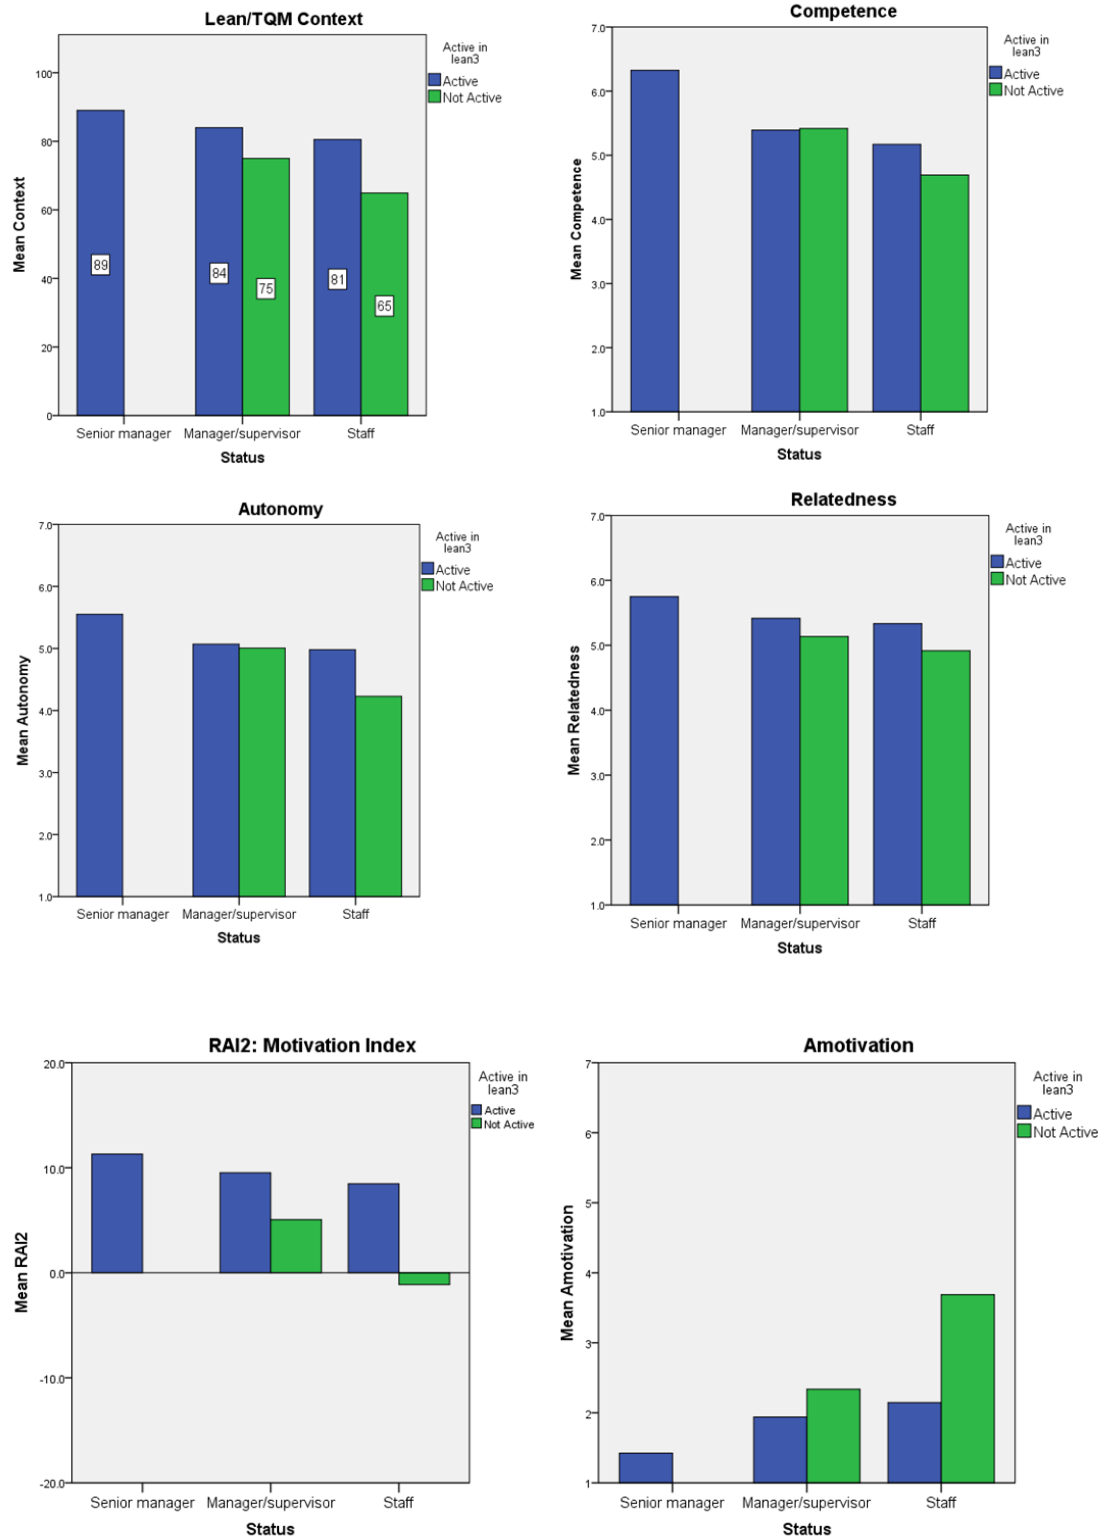 Lean/TQM Context
Active in
lean3
Active
Not Active
Mean Context
100
80
60
40
20
0
89
84
75
81
65
Senior manager
Manager/supervisor
Staff
Status
Competence
Active in
lean3
Active
Not Active
Mean Competence
7.0
6.0
5.0
4.0
3.0
2.0
1.0
Senior manager
Manager/supervisor
Staff
Status
Autonomy
Active in
lean3
Active
Not Active
Mean Autonomy
7.0
6.0
5.0
4.0
3.0
2.0
1.0
Senior manager
Manager/supervisor
Staff
Status
Relatedness
Active in
lean3
Active
Not Active
Mean Relatedness
7.0
6.0
5.0
4.0
3.0
2.0
1.0
Senior manager
Manager/supervisor
Staff
Status
RAI2: Motivation Index
Active in
lean3
Active
Not Active
Mean RAI2
20.0
10.0
0.0
-10.0
-20.0
Senior manager
Manager/supervisor
Staff
Status
Amotivation
Active in
lean3
Active
Not Active
Mean Amotivation
7
6
5
4
3
2
1
Senior manager
Manager/supervisor
Staff
Status